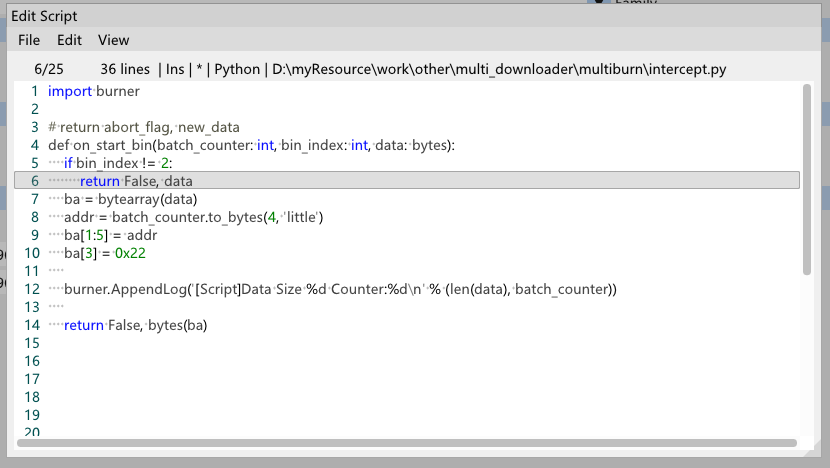 Family
Edit Script
File Edit View
6/25 36 lines | Ins | * | Python | D:\myResource\work\other\multi_downloader\multiburn\intercept.py
1 import burner
2
3 # return abort_flag, new_data
4 def on_start_bin(batch_counter: int, bin_index: int, data: bytes):
5     if bin_index != 2:
6         return False, data
7     ba = bytearray(data)
8     addr = batch_counter.to_bytes(4, 'little')
9     ba[1:5] = addr
10     ba[3] = 0x22
11
12     burner.AppendLog('[Script]Data Size %d Counter:%d\n' % (len(data), batch_counter))
13
14     return False, bytes(ba)
15
16
17
18
19
20